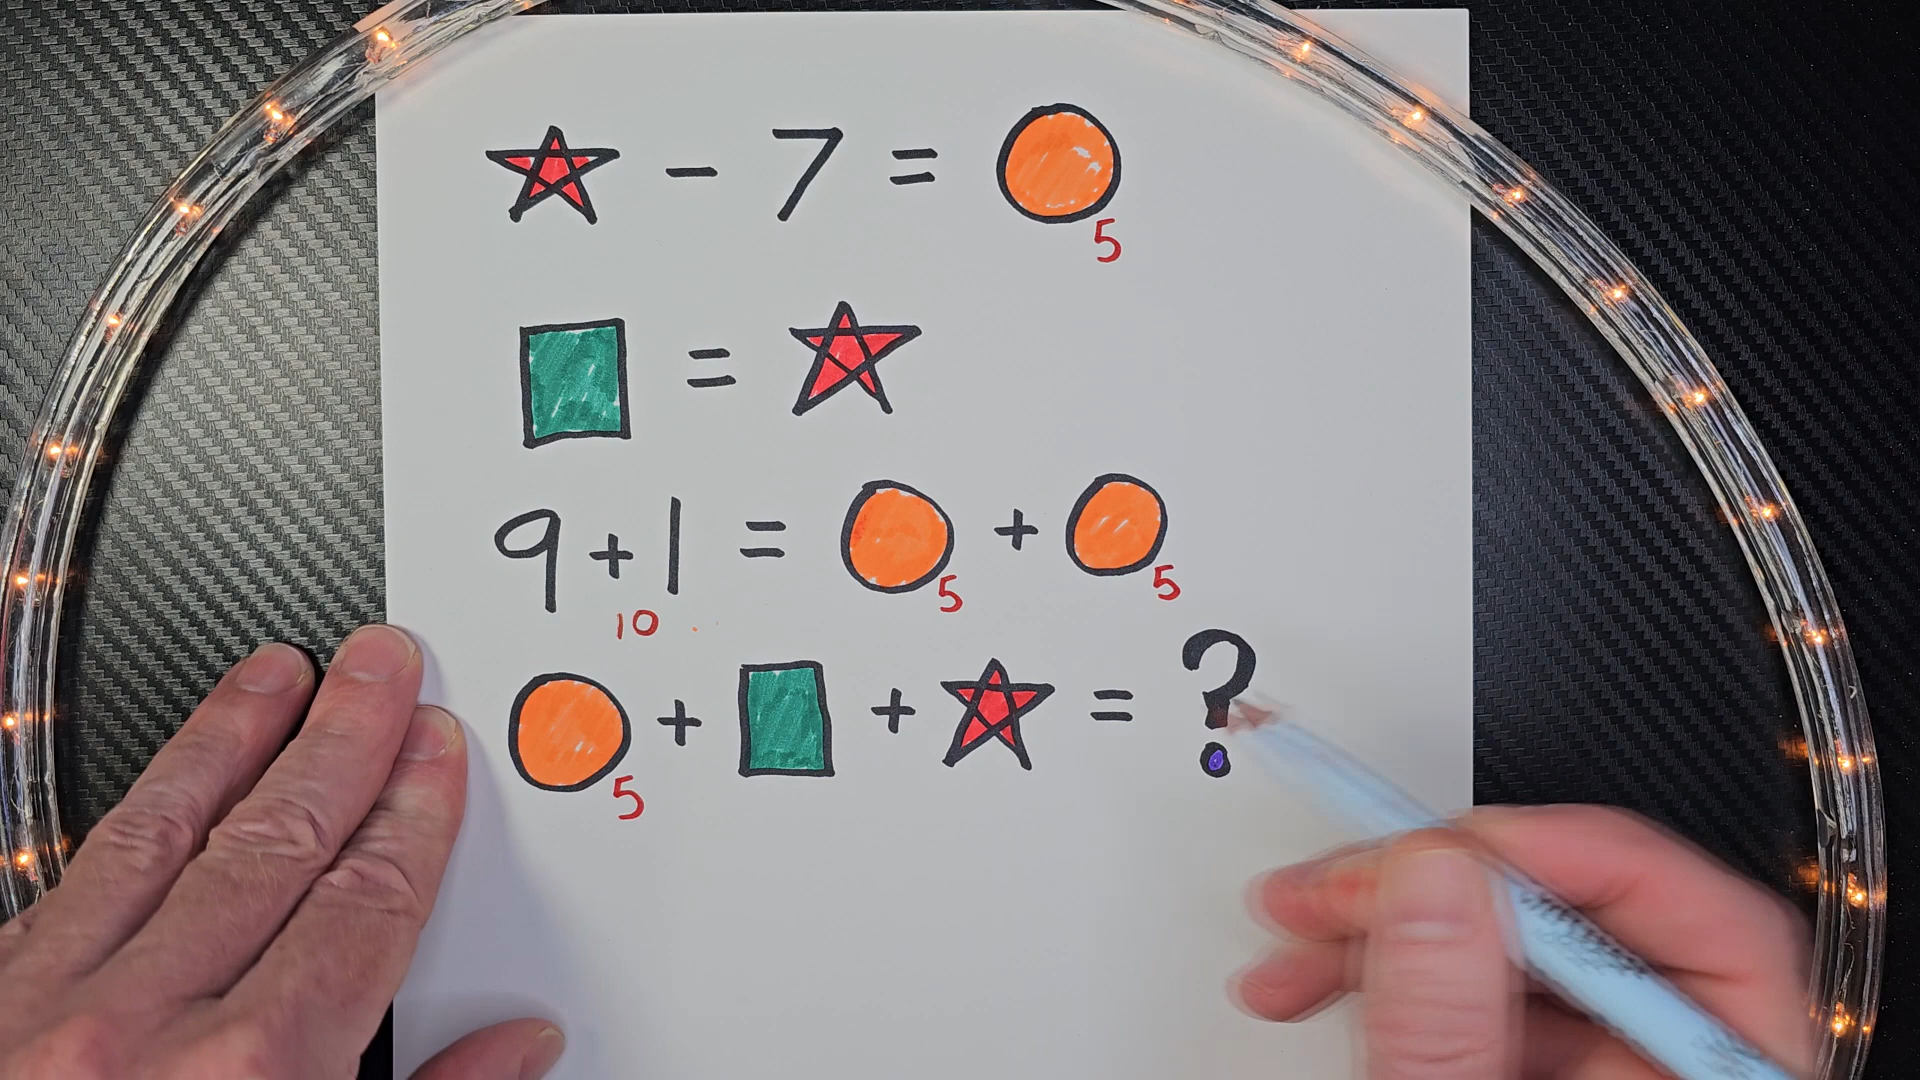 - 7 =
5
=
9 + 1 = +
10 5 5
+ + = ?
5